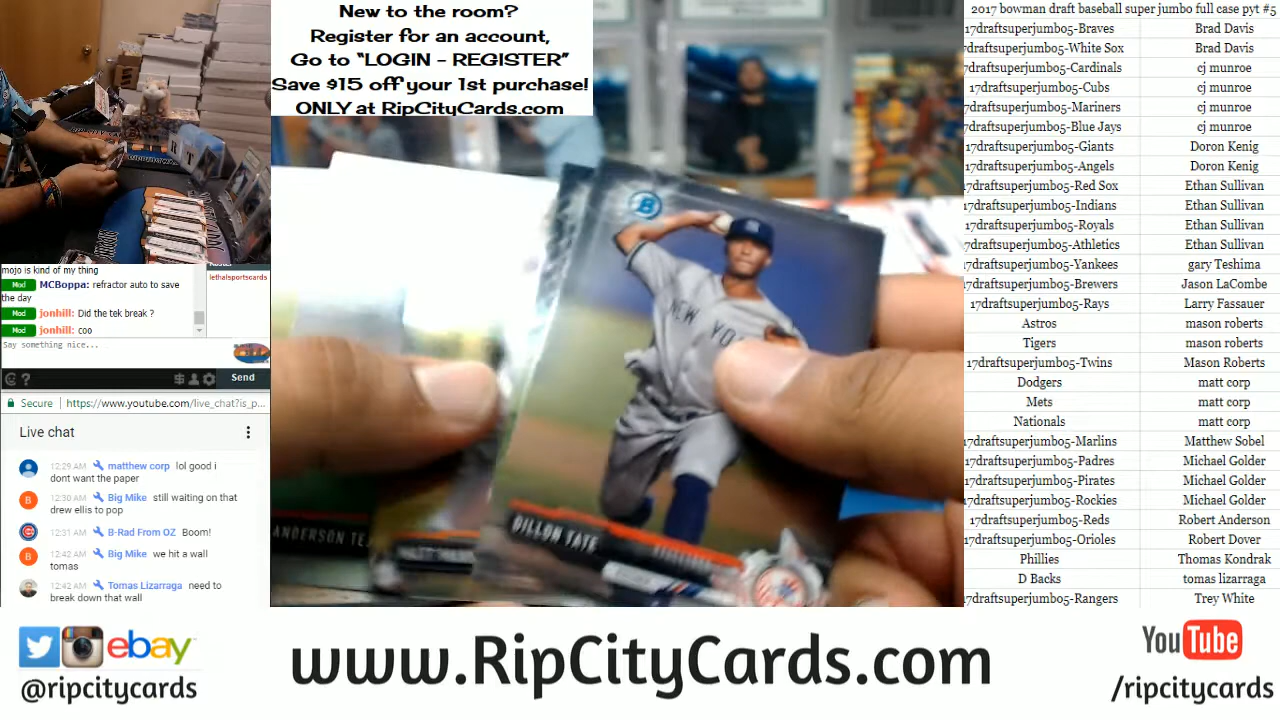 New to the room?
Register for an account,
Go to “LOGIN - REGISTER”
Save $15 off your 1st purchase!
ONLY at RipCityCards.com
mojo is kind of my thing
Mod MCBoppa: refractor auto to save
the day
Mod jonhill: Did the tek break ?
Mod jonhill: coo
lethalsportscards
Say something nice...
Send
Secure https://www.youtube.com/live_chat?is_p...
Live chat
12:29 AM matthew corp lol good i
dont want the paper
12:30 AM Big Mike still waiting on that
drew ellis to pop
12:31 AM B-Rad From OZ Boom!
12:42 AM Big Mike we hit a wall
tomas
12:42 AM Tomas Lizarraga need to
break down that wall
B
NEW YO
ANDERSON TE
DILLON TATE
2017 bowman draft baseball super jumbo full case pyt #5
17draftsuperjumbo5-Braves Brad Davis
17draftsuperjumbo5-White Sox Brad Davis
17draftsuperjumbo5-Cardinals cj munroe
17draftsuperjumbo5-Cubs cj munroe
17draftsuperjumbo5-Mariners cj munroe
17draftsuperjumbo5-Blue Jays cj munroe
17draftsuperjumbo5-Giants Doron Kenig
17draftsuperjumbo5-Angels Doron Kenig
17draftsuperjumbo5-Red Sox Ethan Sullivan
17draftsuperjumbo5-Indians Ethan Sullivan
17draftsuperjumbo5-Royals Ethan Sullivan
17draftsuperjumbo5-Athletics Ethan Sullivan
17draftsuperjumbo5-Yankees gary Teshima
17draftsuperjumbo5-Brewers Jason LaCombe
17draftsuperjumbo5-Rays Larry Fassauer
Astros mason roberts
Tigers mason roberts
17draftsuperjumbo5-Twins Mason Roberts
Dodgers matt corp
Mets matt corp
Nationals matt corp
17draftsuperjumbo5-Marlins Matthew Sobel
17draftsuperjumbo5-Padres Michael Golder
17draftsuperjumbo5-Pirates Michael Golder
17draftsuperjumbo5-Rockies Michael Golder
17draftsuperjumbo5-Reds Robert Anderson
17draftsuperjumbo5-Orioles Robert Dover
Phillies Thomas Kondrak
D Backs tomas lizarraga
7draftsuperjumbo5-Rangers Trey White
ebay
@ripcitycards
www.RipCityCards.com
YouTube
/ripcitycards